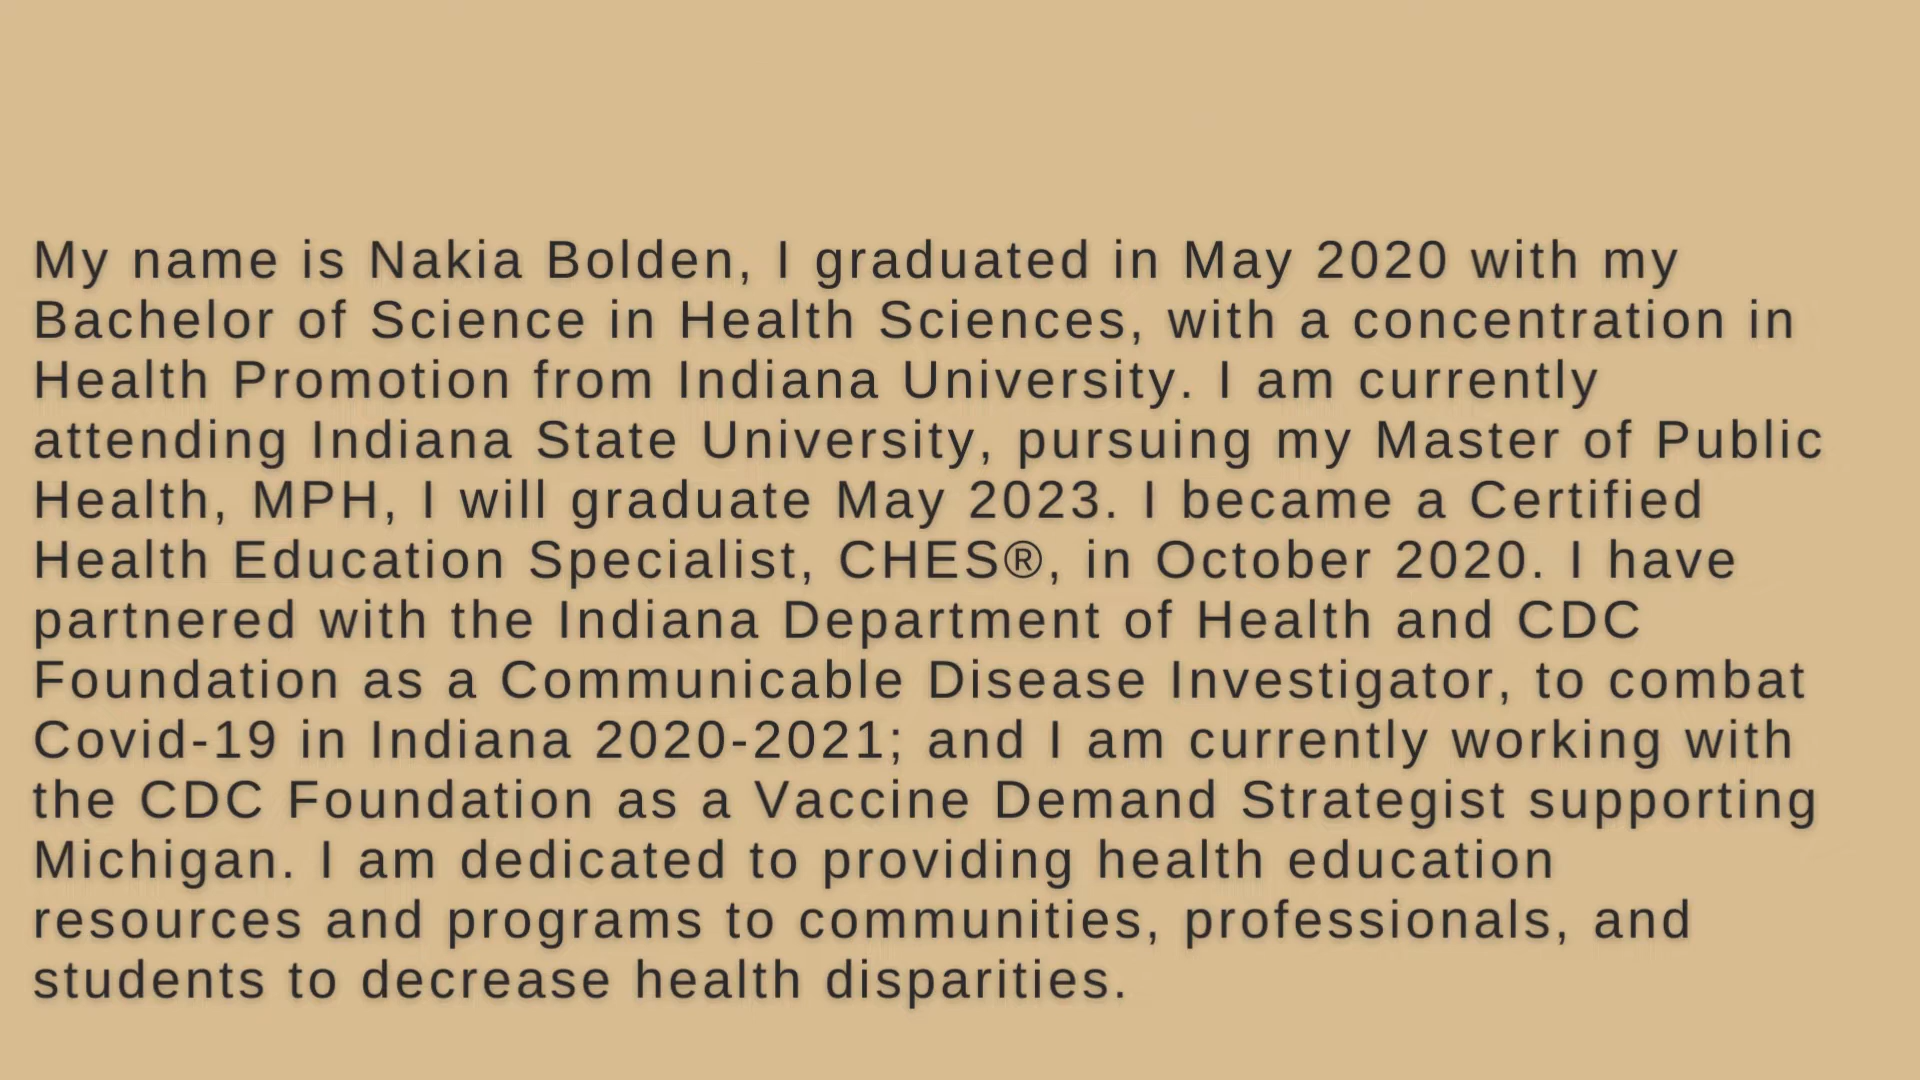 My name is Nakia Bolden, I graduated in May 2020 with my
Bachelor of Science in Health Sciences, with a concentration in
Health Promotion from Indiana University. I am currently
attending Indiana State University, pursuing my Master of Public
Health, MPH, I will graduate May 2023. I became a Certified
Health Education Specialist, CHES®, in October 2020. I have
partnered with the Indiana Department of Health and CDC
Foundation as a Communicable Disease Investigator, to combat
Covid-19 in Indiana 2020-2021; and I am currently working with
the CDC Foundation as a Vaccine Demand Strategist supporting
Michigan. I am dedicated to providing health education
resources and programs to communities, professionals, and
students to decrease health disparities.